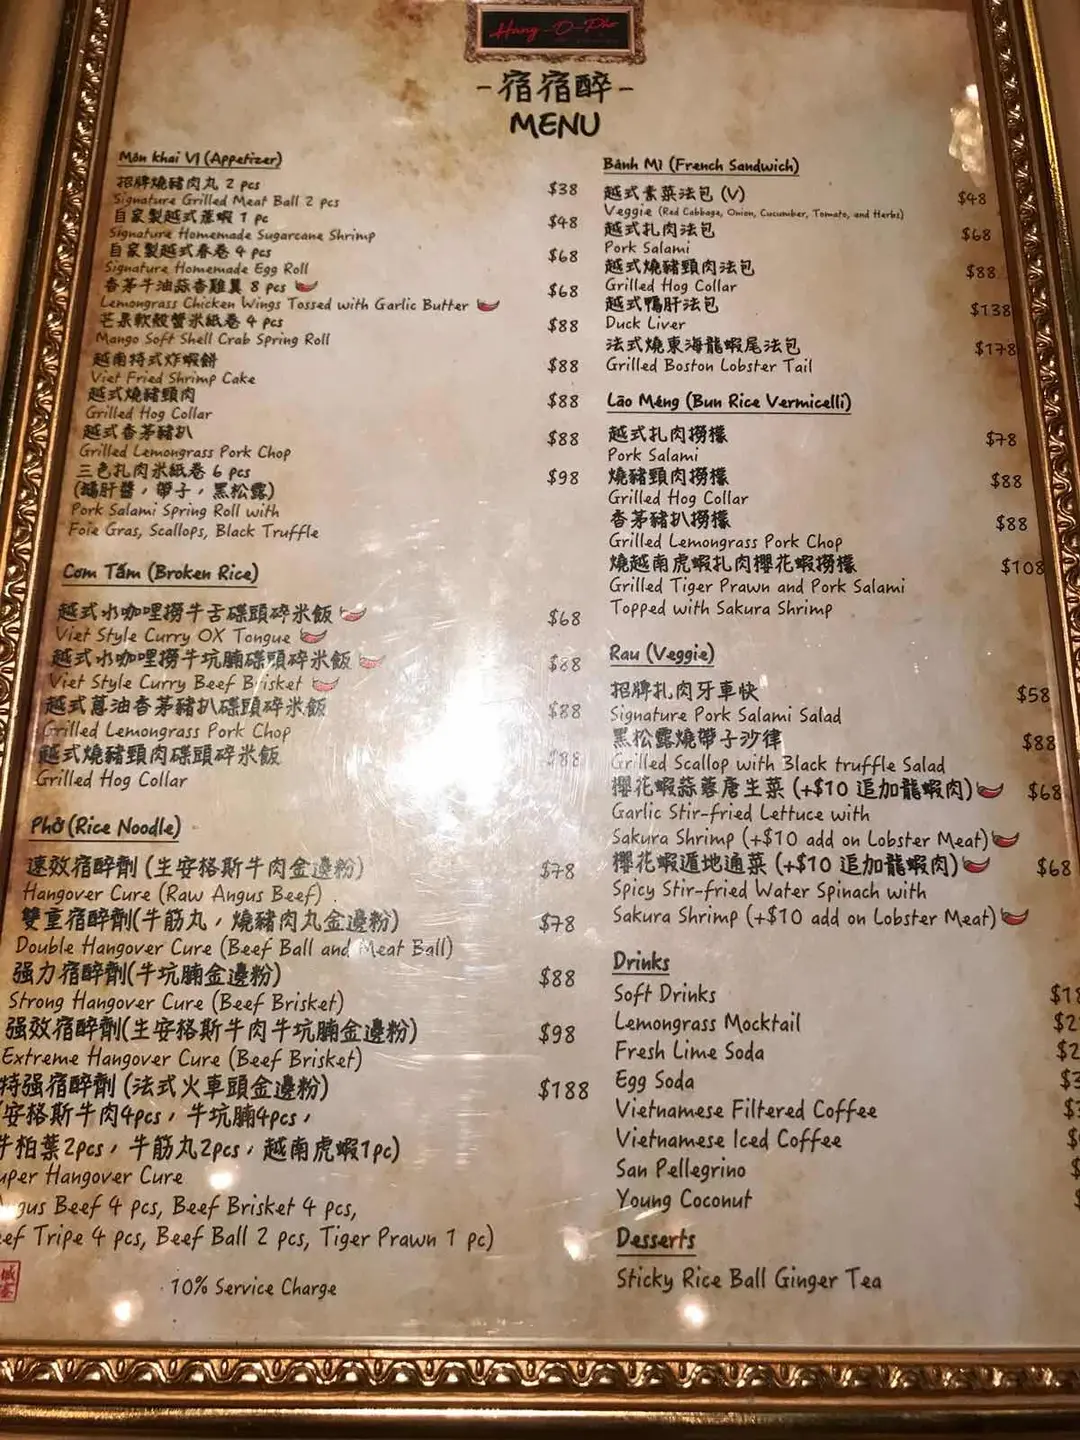 Hang-O-Pho
-宿宿醉-
MENU
Món Khai Vị (Appetizer)
招牌燒豬肉丸 2 pcs $38
Signature Grilled Meat Ball 2 pcs
自家製越式蔗蝦 1 pc $48
Signature Homemade Sugarcane Shrimp
自家製越式春卷 4 pcs $68
Signature Homemade Egg Roll
香茅牛油蒜香雞翼 8 pcs $68
Lemongrass Chicken Wings Tossed with Garlic Butter
芒果軟殼蟹米紙卷 4 pcs $88
Mango Soft Shell Crab Spring Roll
越南特式炸蝦餅 $88
Viet Fried Shrimp Cake
越式燒豬頸肉 $88
Grilled Hog Collar
越式香茅豬扒 $88
Grilled Lemongrass Pork Chop
三色扎肉米紙卷 6 pcs $98
(鵝肝醬，帶子，黑松露)
Pork Salami Spring Roll with
Foie Gras, Scallops, Black Truffle
Cơm Tấm (Broken Rice)
越式水咖哩撈牛舌碟頭碎米飯 $68
Viet Style Curry OX Tongue
越式水咖哩撈牛坑腩碟頭碎米飯 $88
Viet Style Curry Beef Brisket
越式蔥油香茅豬扒碟頭碎米飯 $88
Grilled Lemongrass Pork Chop
越式燒豬頸肉碟頭碎米飯 $88
Grilled Hog Collar
Phở (Rice Noodle)
速效宿醉劑 (生安格斯牛肉金邊粉) $78
Hangover Cure (Raw Angus Beef)
雙重宿醉劑(牛筋丸，燒豬肉丸金邊粉) $78
Double Hangover Cure (Beef Ball and Meat Ball)
强力宿醉劑(牛坑腩金邊粉) $88
Strong Hangover Cure (Beef Brisket)
强效宿醉劑(生安格斯牛肉牛坑腩金邊粉) $98
Extreme Hangover Cure (Beef Brisket)
特强宿醉劑 (法式火車頭金邊粉) $188
安格斯牛肉4pcs，牛坑腩4pcs，
牛柏葉2pcs，牛筋丸2pcs，越南虎蝦1pc)
uper Hangover Cure
ngus Beef 4 pcs, Beef Brisket 4 pcs,
ef Tripe 4 pcs, Beef Ball 2 pcs, Tiger Prawn 1 pc)
10% Service Charge
Bánh Mì (French Sandwich)
越式素菜法包 (V) $48
Veggie (Red Cabbage, Onion, Cucumber, Tomato, and Herbs)
越式扎肉法包 $68
Pork Salami
越式燒豬頸肉法包 $88
Grilled Hog Collar
越式鴨肝法包 $138
Duck Liver
法式燒東海龍蝦尾法包 $178
Grilled Boston Lobster Tail
Lāo Méng (Bun Rice Vermicelli)
越式扎肉撈檬 $78
Pork Salami
燒豬頸肉撈檬 $88
Grilled Hog Collar
香茅豬扒撈檬 $88
Grilled Lemongrass Pork Chop
燒越南虎蝦扎肉櫻花蝦撈檬 $108
Grilled Tiger Prawn and Pork Salami
Topped with Sakura Shrimp
Rau (Veggie)
招牌扎肉牙車快 $58
Signature Pork Salami Salad
黑松露燒帶子沙律 $88
Grilled Scallop with Black truffle Salad
櫻花蝦蒜蓉唐生菜 (+$10 追加龍蝦肉) $68
Garlic Stir-fried Lettuce with
Sakura Shrimp (+$10 add on Lobster Meat)
櫻花蝦遁地通菜 (+$10 追加龍蝦肉) $68
Spicy Stir-fried Water Spinach with
Sakura Shrimp (+$10 add on Lobster Meat)
Drinks
Soft Drinks
Lemongrass Mocktail
Fresh Lime Soda
Egg Soda
Vietnamese Filtered Coffee
Vietnamese Iced Coffee
San Pellegrino
Young Coconut
Desserts
Sticky Rice Ball Ginger Tea